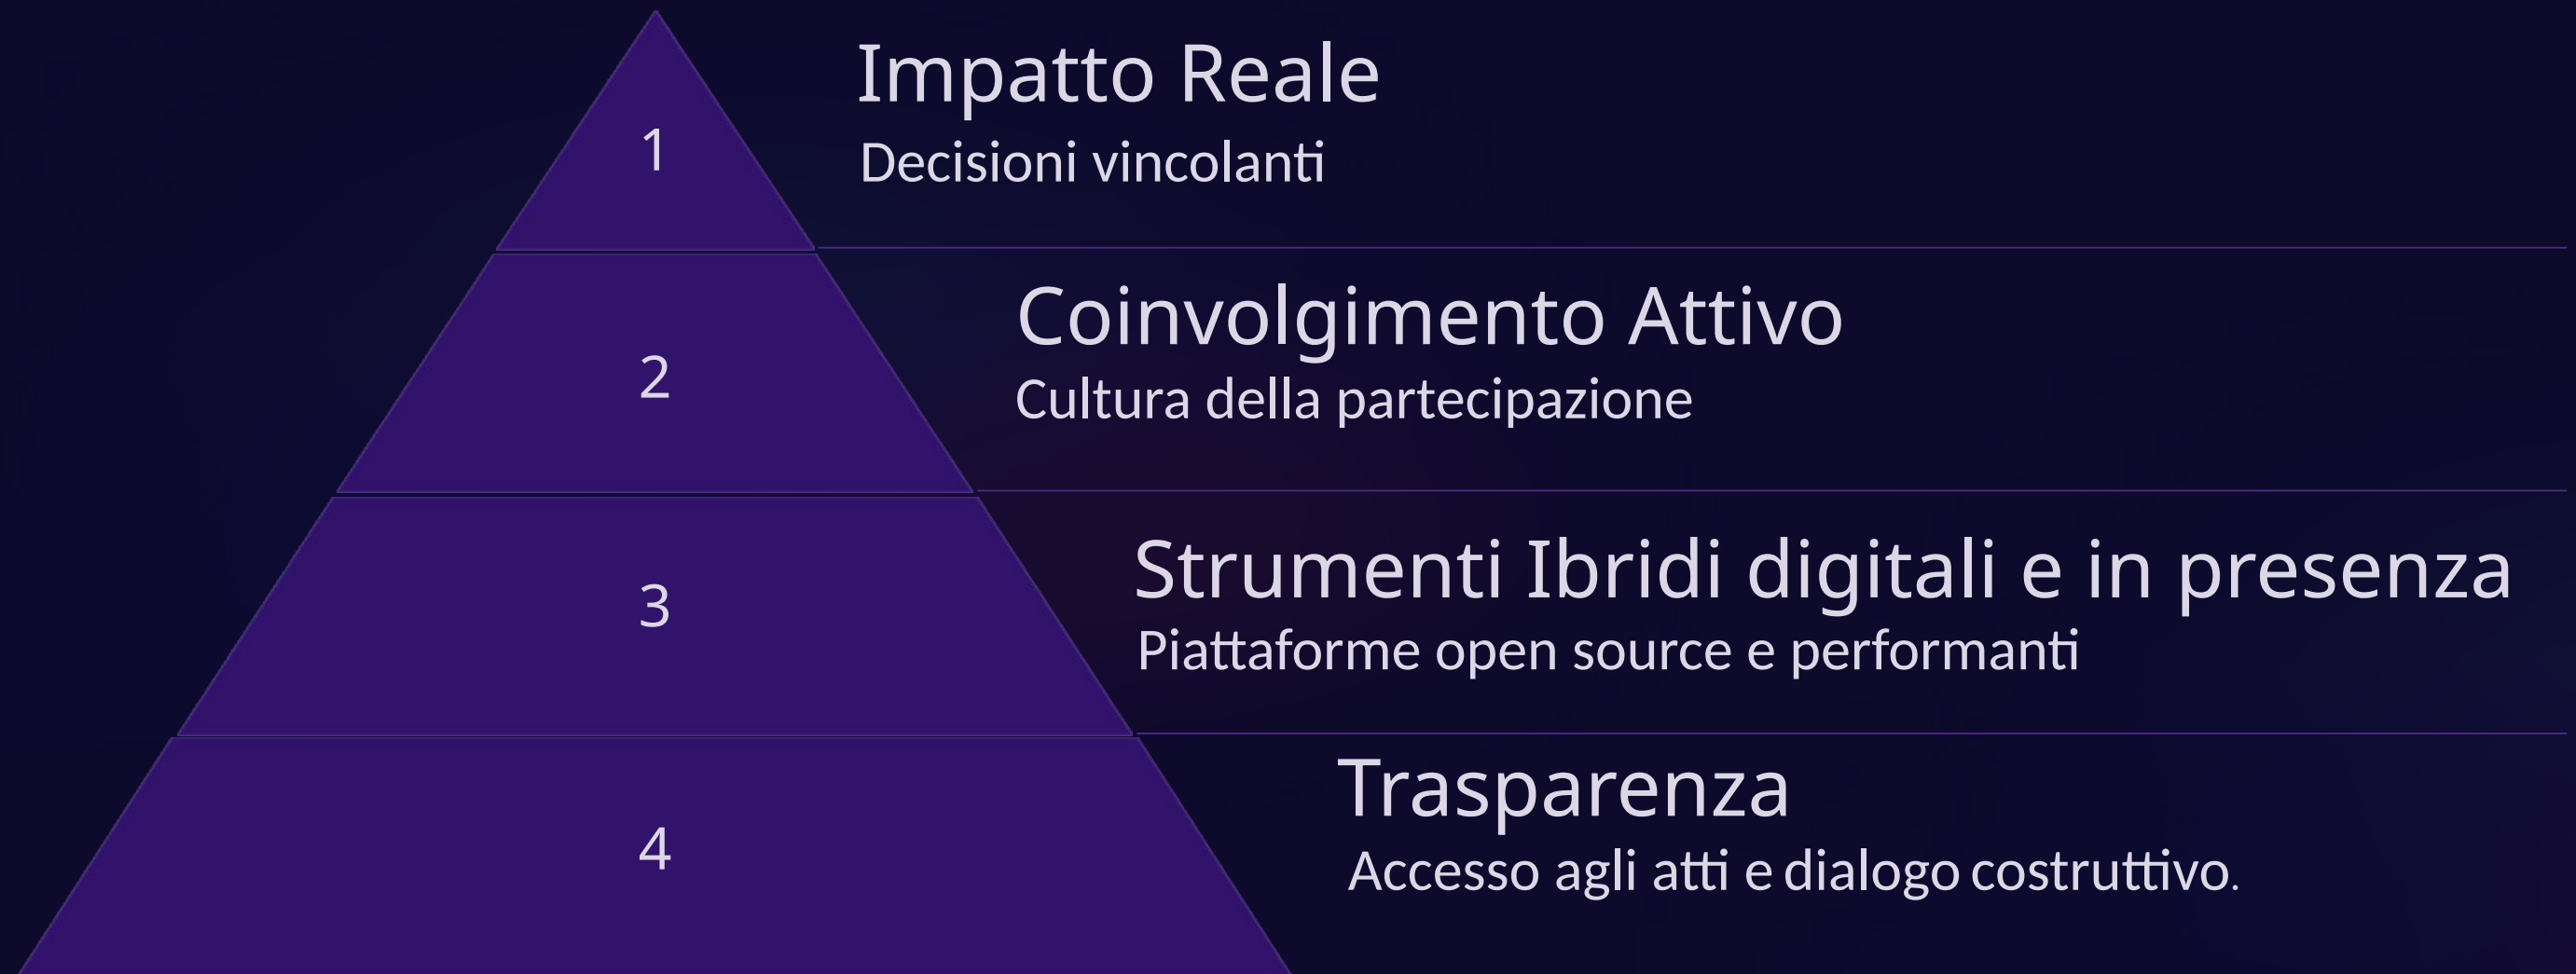 1
Impatto Reale
Decisioni vincolanti
2
Coinvolgimento Attivo
Cultura della partecipazione
3
Strumenti Ibridi digitali e in presenza
Piattaforme open source e performanti
4
Trasparenza
Accesso agli atti e dialogo costruttivo.